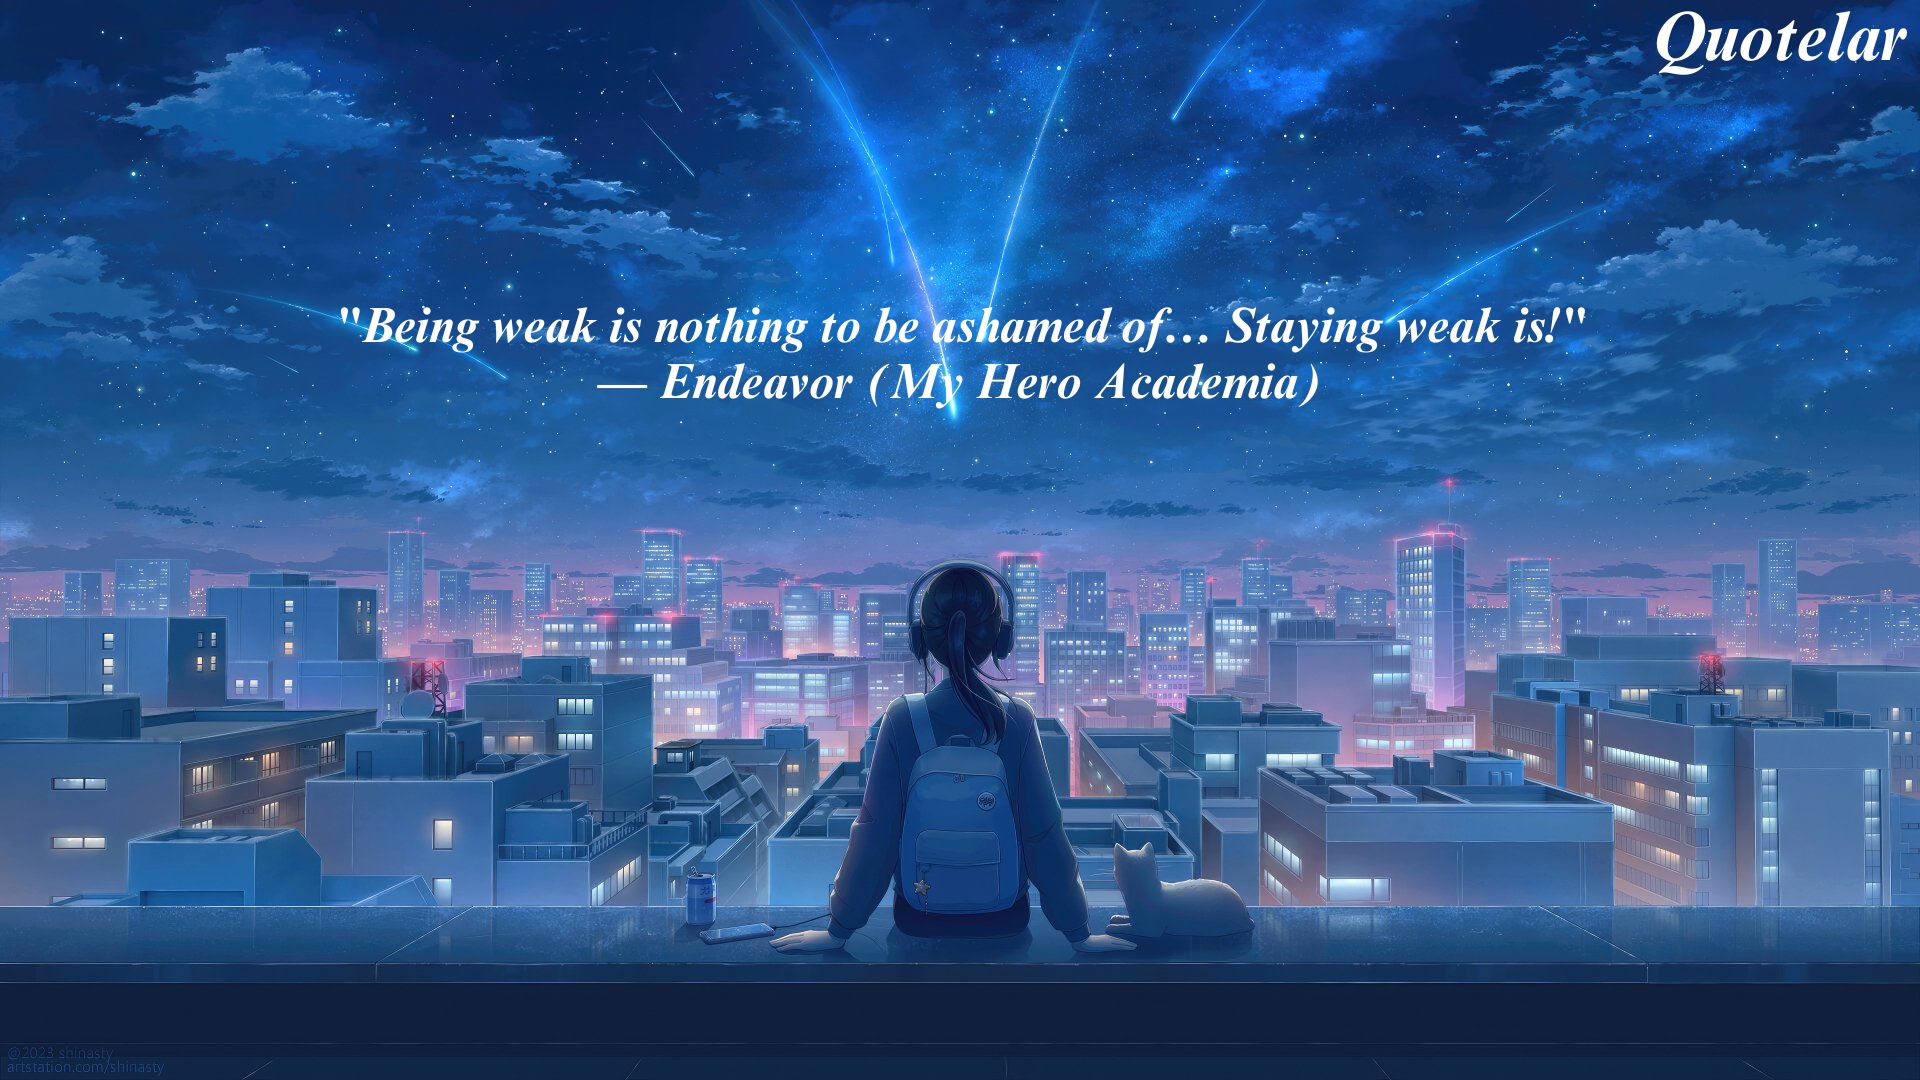 Quotelar
"Being weak is nothing to be ashamed of… Staying weak is!"
— Endeavor (My Hero Academia)
@2023 shinasty
artstation.com/shinasty